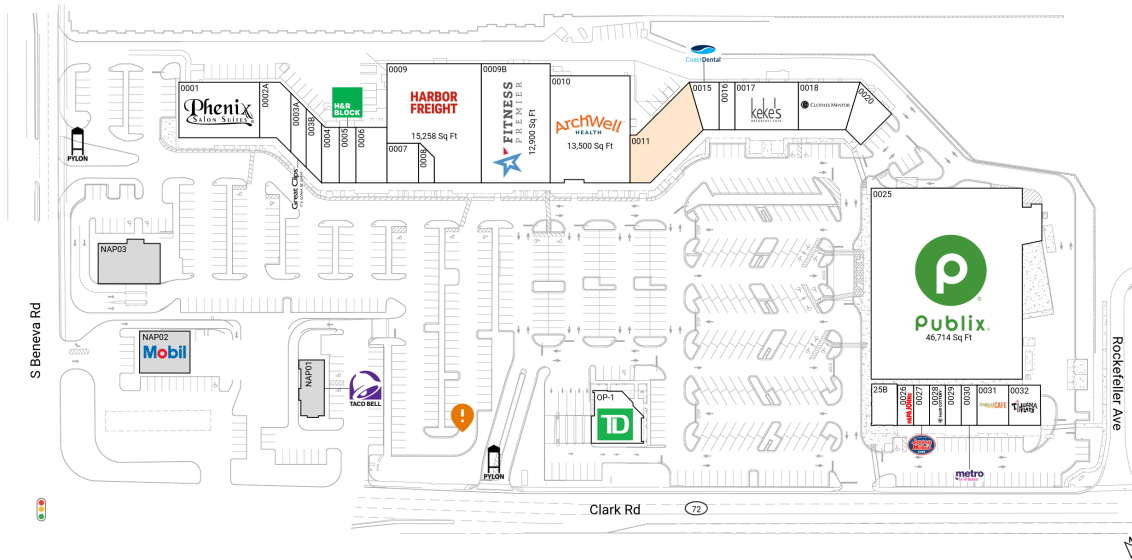 0001
Phenix
SALON SUITES
0002A
0003A
003B
0004
0005
0006
H&R
BLOCK
Great Clips
0009
HARBOR
FREIGHT
15,258 Sq Ft
0007
0008
0009B
FITNESS
PREMIER
12,900 Sq Ft
0010
ArchWell
HEALTH
13,500 Sq Ft
0011
CoastDental
0015
0016
0017
keke's
BREAKFAST CAFE
0018
CLOTHES MENTOR
0020
0025
Publix
46,714 Sq Ft
25B
0026
0027
0028
0029
0030
0031
0032
metro
PYLON
NAP03
NAP02
Mobil
NAP01
TACO BELL
PYLON
OP-1
TD
S Beneva Rd
Rockefeller Ave
Clark Rd
72